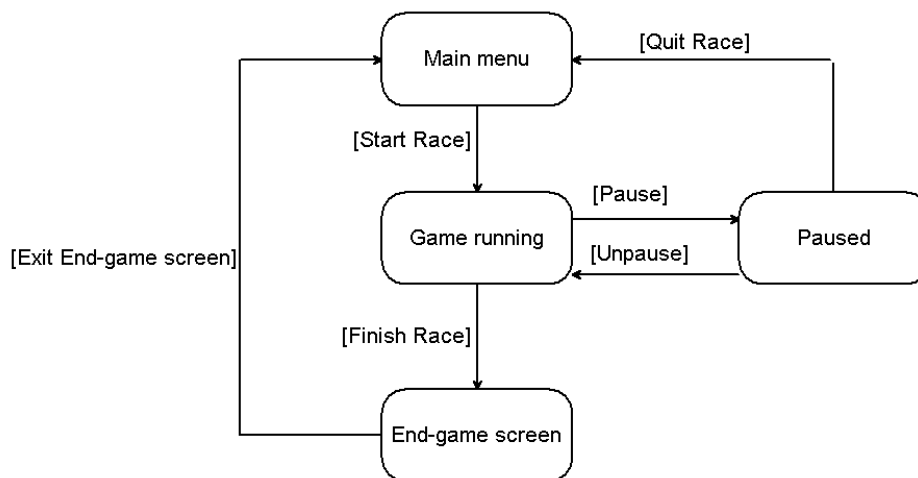 [Quit Race]
Main menu
[Start Race]
[Pause]
Game running
Paused
[Unpause]
[Exit End-game screen]
[Finish Race]
End-game screen